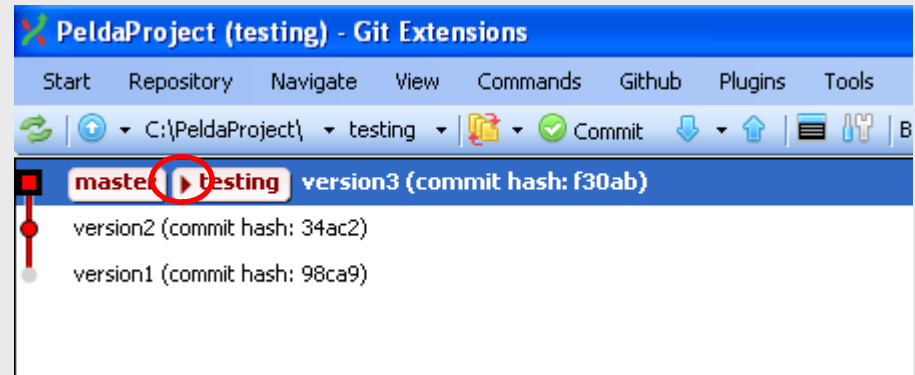 PeldaProject (testing) - Git Extensions
Start Repository Navigate View Commands Github Plugins Tools
C:\PeldaProject\ testing Commit B
master testing version3 (commit hash: f30ab)
version2 (commit hash: 34ac2)
version1 (commit hash: 98ca9)